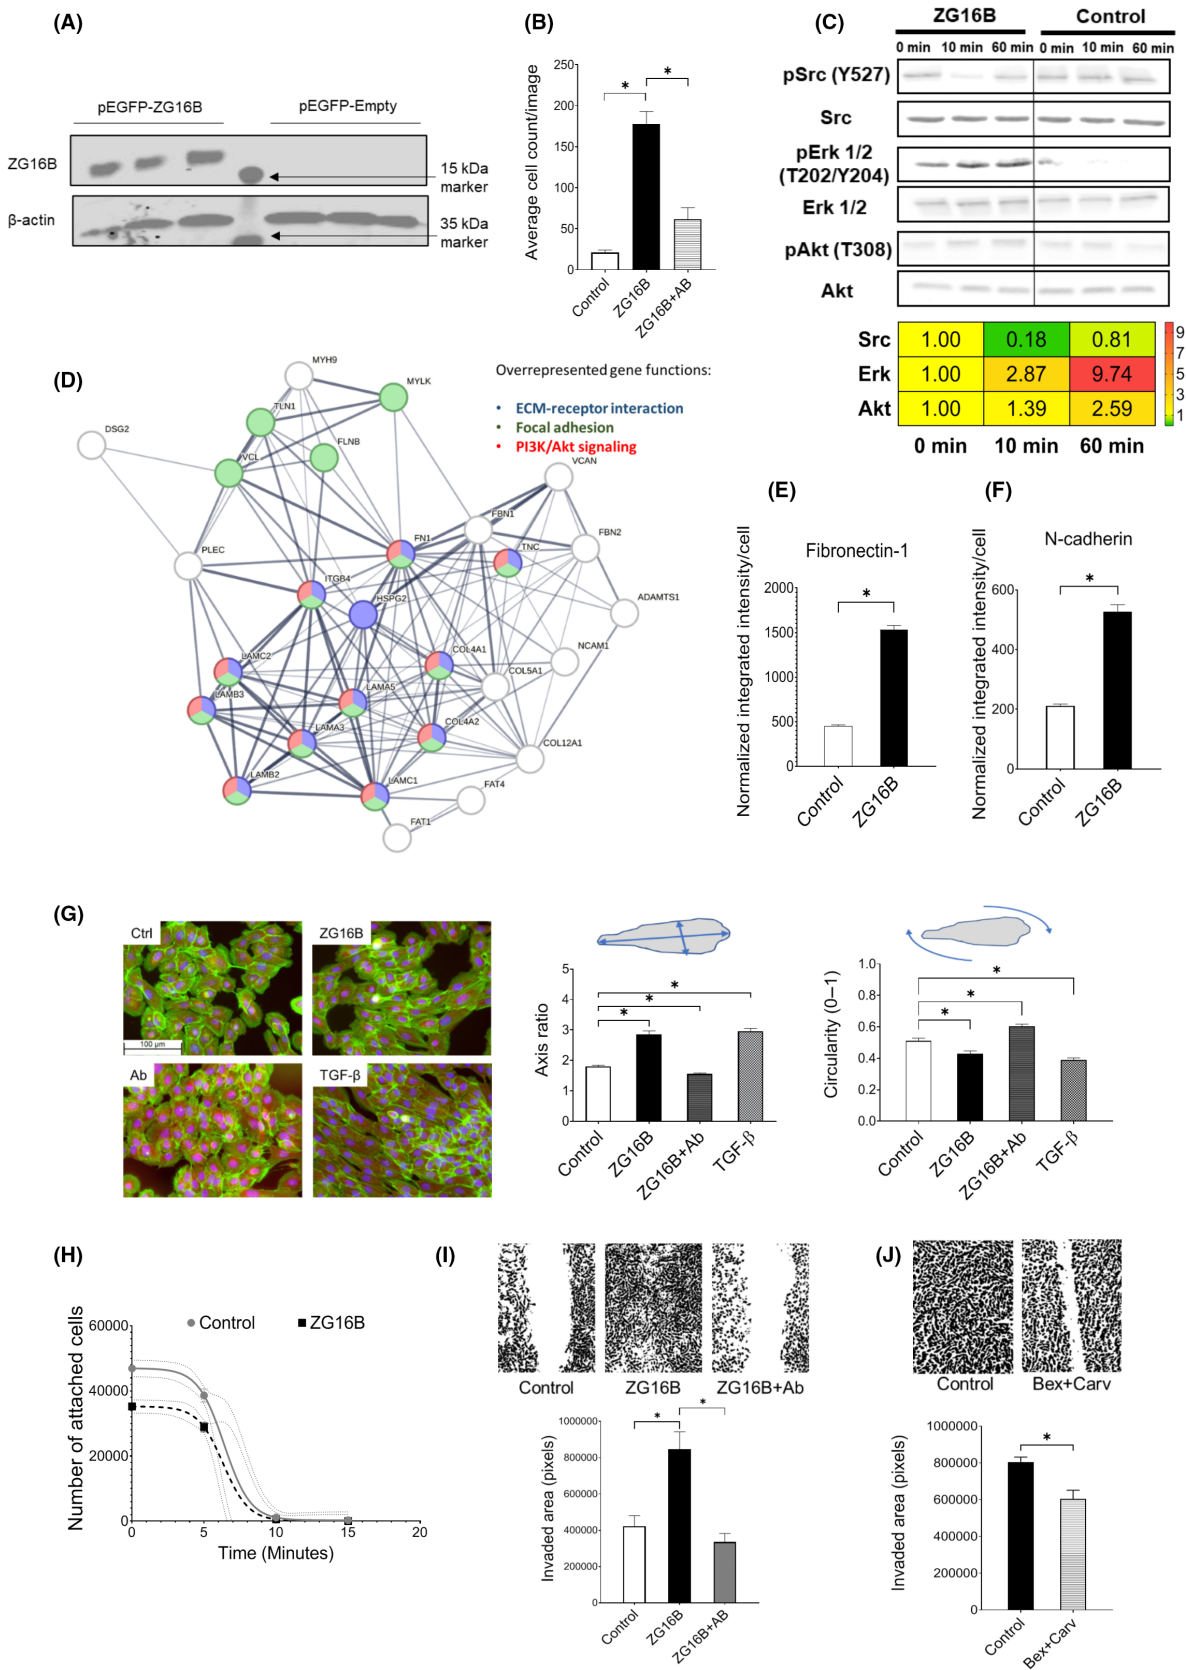 (A)
pEGFP-ZG16B
pEGFP-Empty
ZG16B
15 kDa
marker
β-actin
35 kDa
marker
(B)
Average cell count/image
250
200
150
100
50
0
*
*
Control
ZG16B
ZG16B+AB
(C)
ZG16B
Control
0 min 10 min 60 min 0 min 10 min 60 min
pSrc (Y527)
Src
pErk 1/2
(T202/Y204)
Erk 1/2
pAkt (T308)
Akt
Src 1.00 0.18 0.81
Erk 1.00 2.87 9.74
Akt 1.00 1.39 2.59
0 min 10 min 60 min
9
7
5
3
1
(D)
Overrepresented gene functions:
• ECM-receptor interaction
• Focal adhesion
• PI3K/Akt signaling
MYH9
MYLK
TLN1
DSG2
FLNB
VCL
VCAN
FBN1
FBN2
PLEC
FN1
TNC
ITGB4
HSPG2
ADAMTS1
NCAM1
COL4A1
LAMC2
COL5A1
LAMB3
LAMA5
LAMA3
COL4A2
COL12A1
LAMB2
LAMC1
FAT4
FAT1
(E)
Fibronectin-1
Normalized integrated intensity/cell
2000
1500
1000
500
0
*
Control
ZG16B
(F)
N-cadherin
Normalized integrated intensity/cell
600
400
200
0
*
Control
ZG16B
(G)
Ctrl
ZG16B
100 µm
Ab
TGF-β
Axis ratio
5
4
3
2
1
0
*
*
*
Control
ZG16B
ZG16B+Ab
TGF-β
Circularity (0–1)
1.0
0.8
0.6
0.4
0.2
0.0
*
*
*
Control
ZG16B
ZG16B+Ab
TGF-β
(H)
Number of attached cells
60000
40000
20000
0
Control
ZG16B
0 5 10 15 20
Time (Minutes)
(I)
Control
ZG16B
ZG16B+Ab
Invaded area (pixels)
1000000
800000
600000
400000
200000
0
*
*
Control
ZG16B
ZG16B+AB
(J)
Control
Bex+Carv
Invaded area (pixels)
1000000
800000
600000
400000
200000
0
*
Control
Bex+Carv